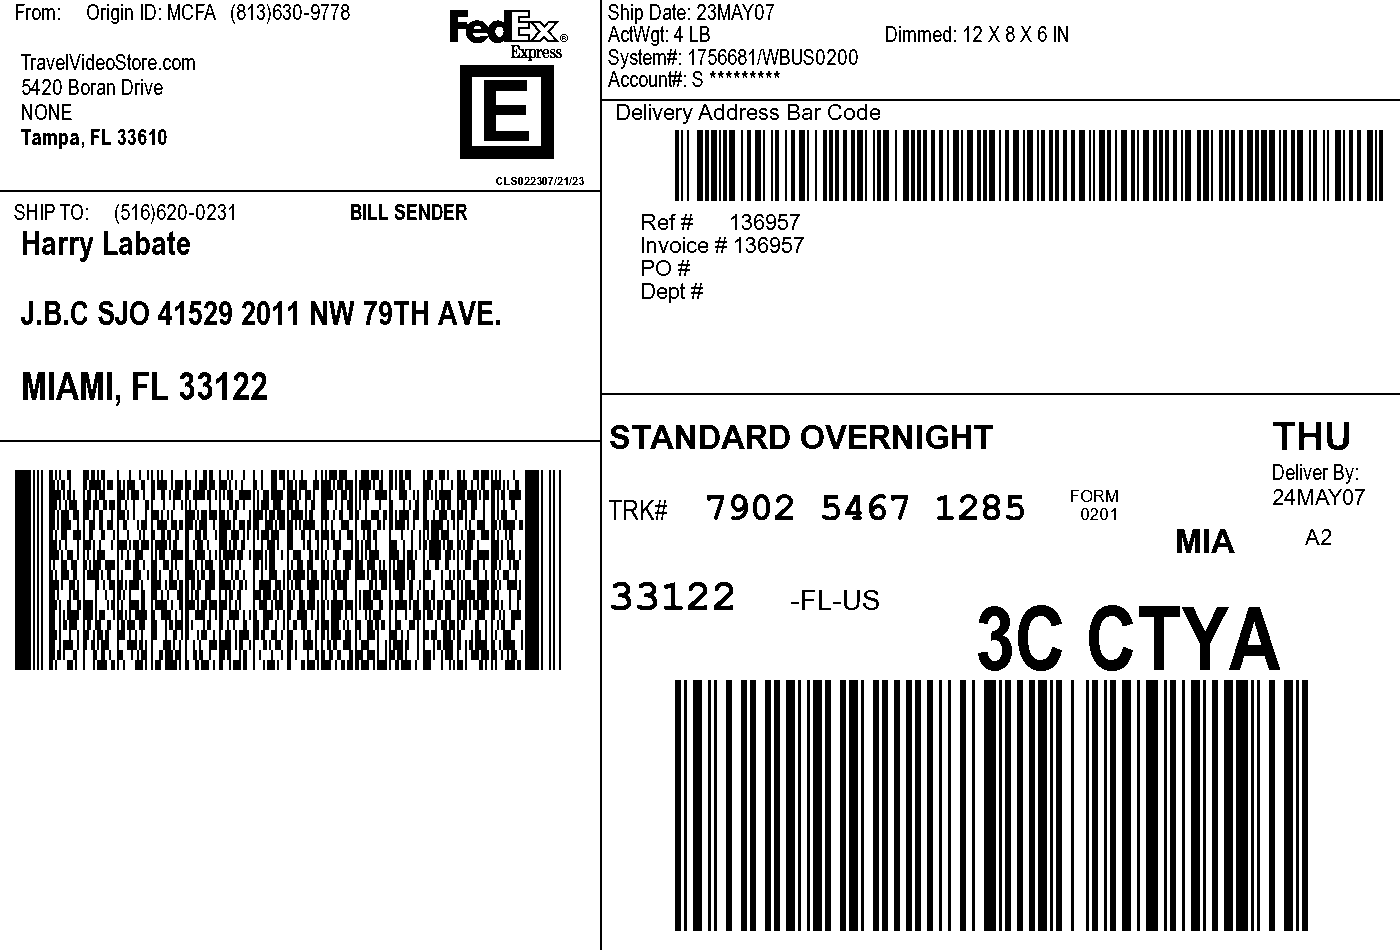 From: Origin ID: MCFA (813)630-9778
TravelVideoStore.com
5420 Boran Drive
NONE
Tampa, FL 33610
FedEx®
Express
E
CLS022307/21/23
Ship Date: 23MAY07
ActWgt: 4 LB Dimmed: 12 X 8 X 6 IN
System#: 1756681/WBUS0200
Account#: S *********
Delivery Address Bar Code
Ref # 136957
Invoice # 136957
PO #
Dept #
SHIP TO: (516)620-0231 BILL SENDER
Harry Labate
J.B.C SJO 41529 2011 NW 79TH AVE.
MIAMI, FL 33122
STANDARD OVERNIGHT
THU
Deliver By:
24MAY07
TRK# 7902 5467 1285 FORM
0201
MIA A2
33122 -FL-US
3C CTYA